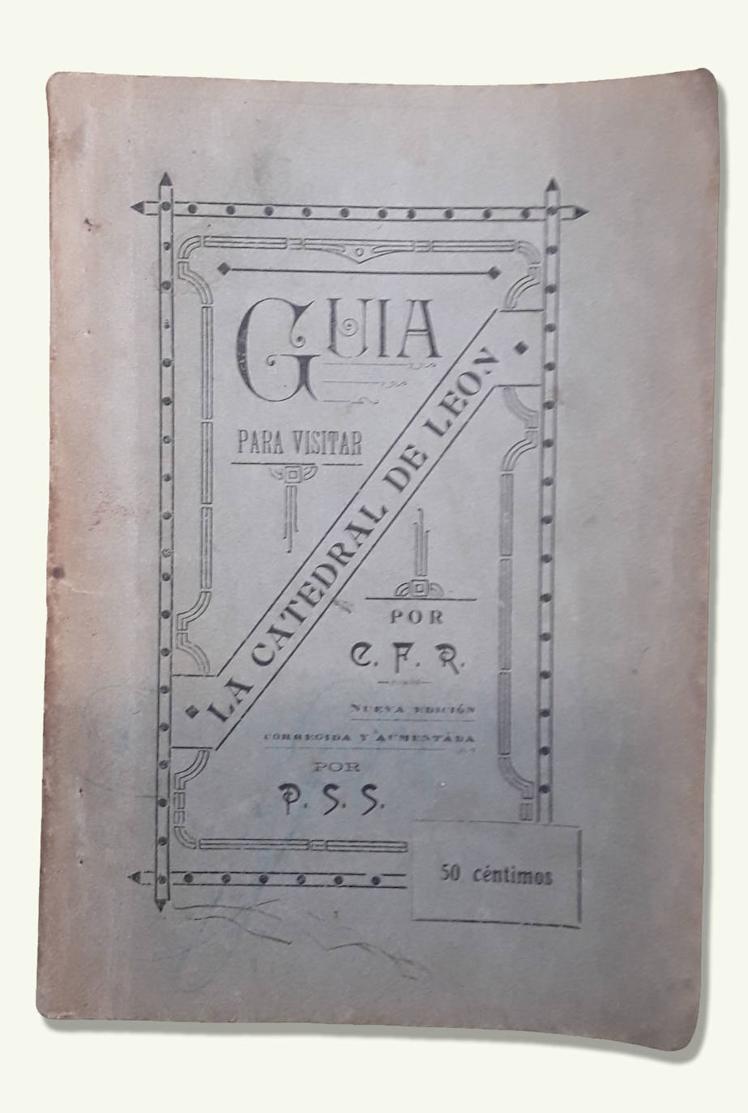 GUIA
PARA VISITAR
LA CATEDRAL DE LEON
POR
C. F. R.
NUEVA EDICIÓN
CORREGIDA Y AUMENTADA
POR
P. S. S.
50 céntimos